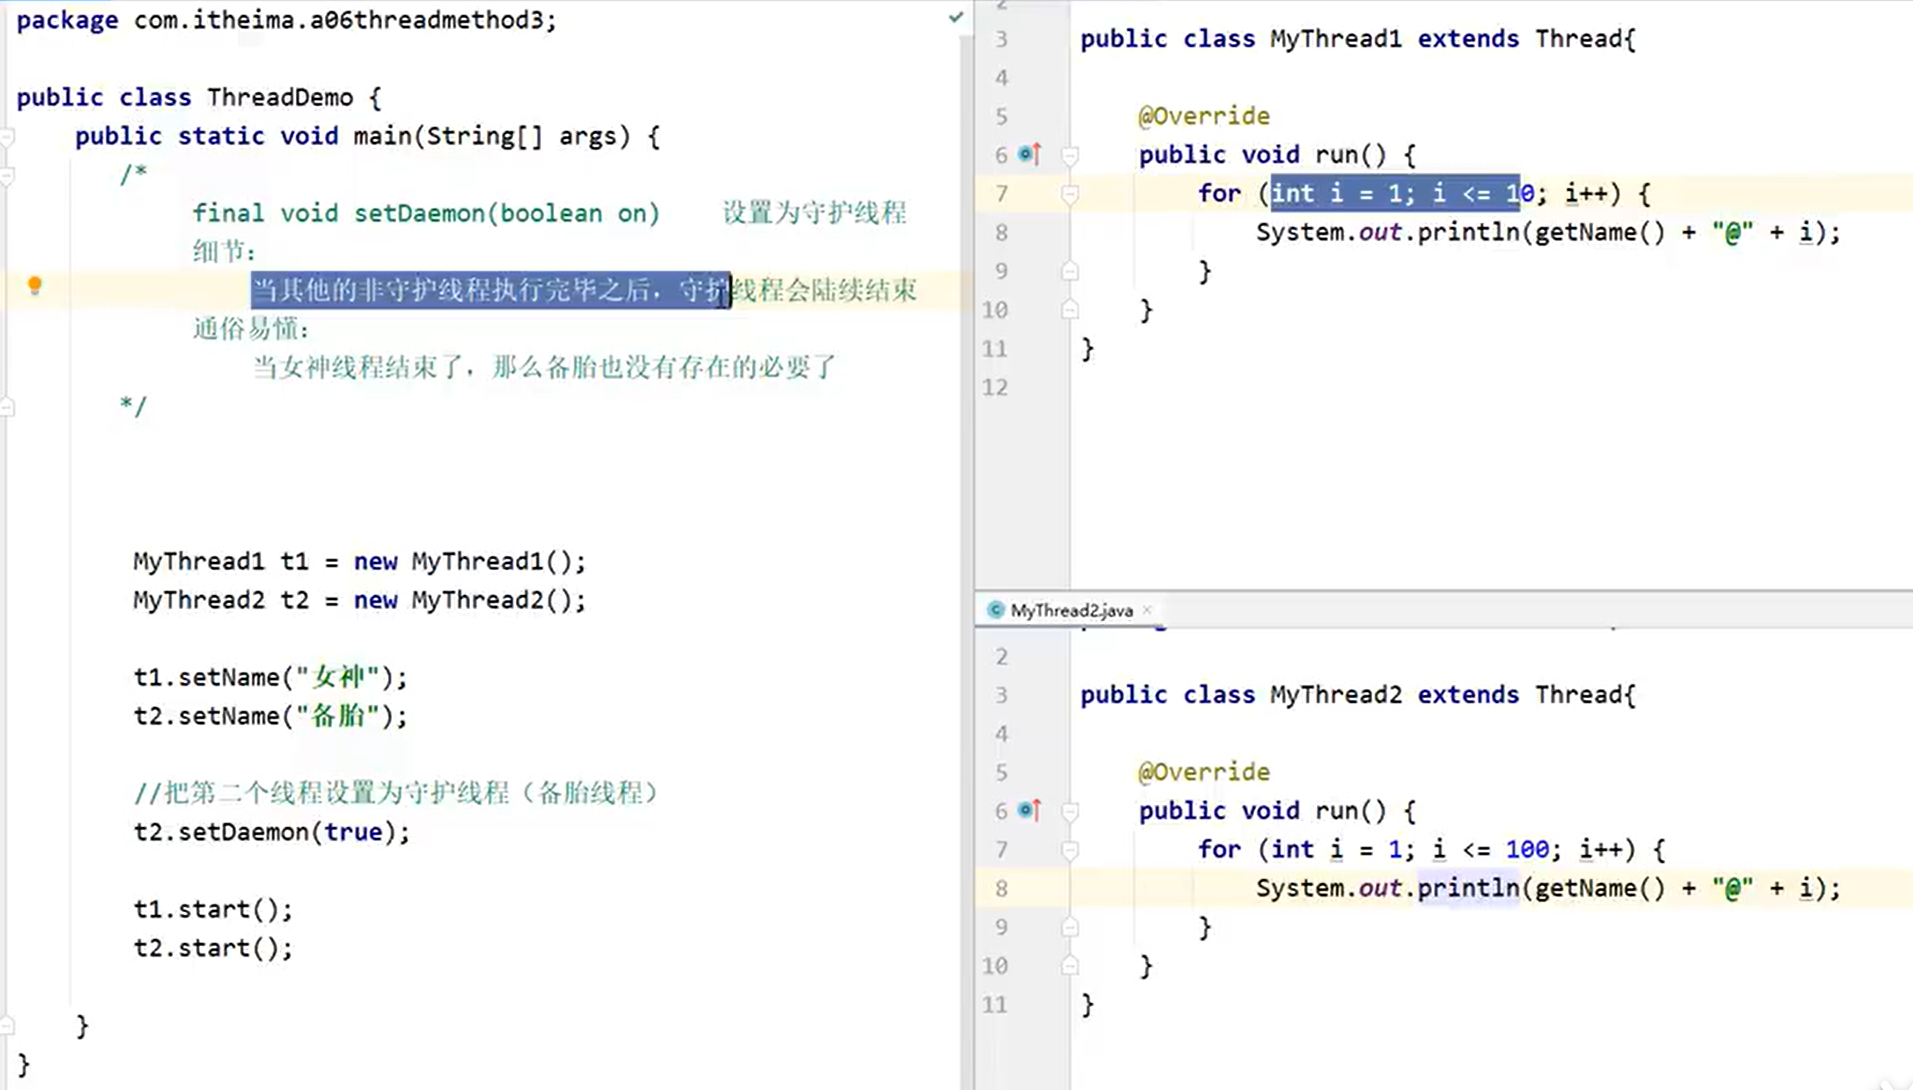 package com.itheima.a06threadmethod3;
public class ThreadDemo {
public static void main(String[] args) {
/*
final void setDaemon(boolean on) 设置为守护线程
细节:
当其他的非守护线程执行完毕之后，守护线程会陆续结束
通俗易懂:
当女神线程结束了，那么备胎也没有存在的必要了
*/
MyThread1 t1 = new MyThread1();
MyThread2 t2 = new MyThread2();
t1.setName("女神");
t2.setName("备胎");
//把第二个线程设置为守护线程（备胎线程）
t2.setDaemon(true);
t1.start();
t2.start();
}
}
3 public class MyThread1 extends Thread{
4
5 @Override
6 public void run() {
7 for (int i = 1; i <= 10; i++) {
8 System.out.println(getName() + "@" + i);
9 }
10 }
11 }
12
MyThread2.java
2
3 public class MyThread2 extends Thread{
4
5 @Override
6 public void run() {
7 for (int i = 1; i <= 100; i++) {
8 System.out.println(getName() + "@" + i);
9 }
10 }
11 }